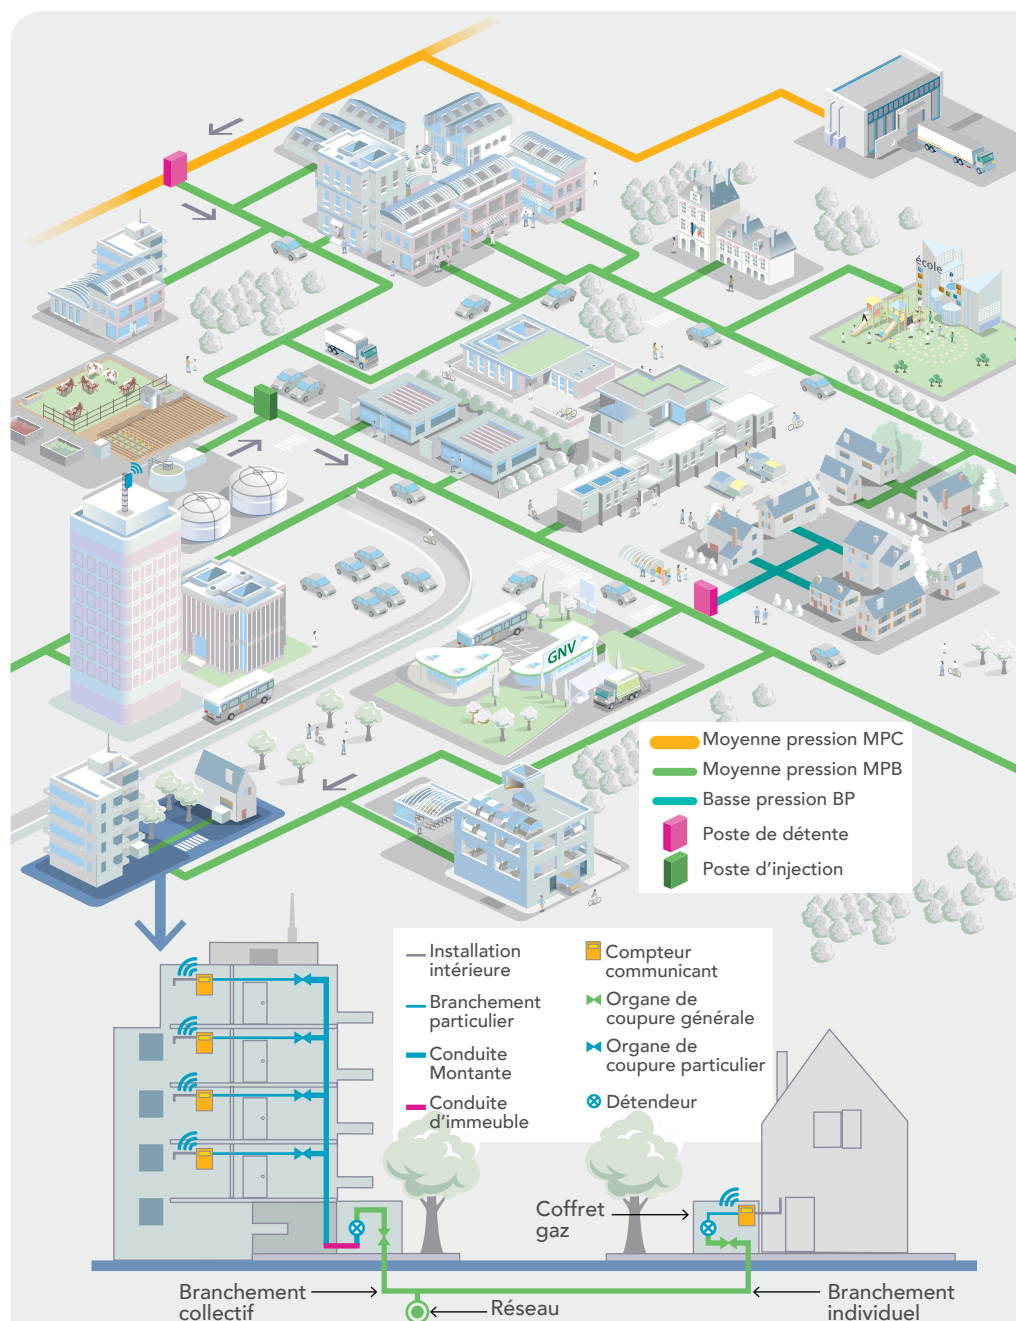 école
GNV
Moyenne pression MPC
Moyenne pression MPB
Basse pression BP
Poste de détente
Poste d'injection
Installation
intérieure
Branchement
particulier
Conduite
Montante
Conduite
d'immeuble
Compteur
communicant
Organe de
coupure générale
Organe de
coupure particulier
Détendeur
Coffret
gaz
Branchement
collectif
Réseau
Branchement
individuel